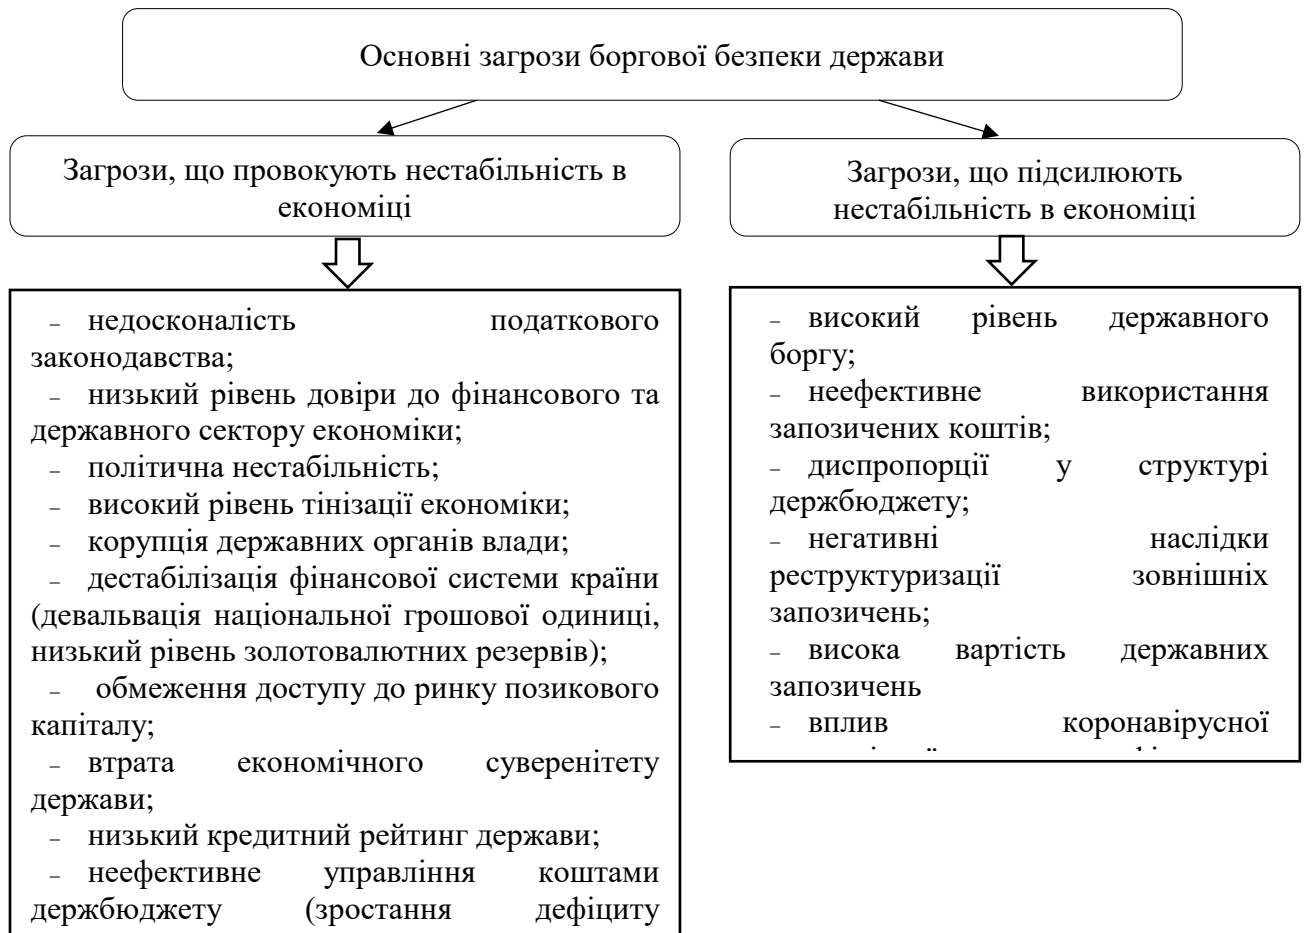 Основні загрози боргової безпеки держави
Загрози, що провокують нестабільність в
економіці
Загрози, що підсилюють
нестабільність в економіці
– недосконалість податкового
законодавства;
– низький рівень довіри до фінансового та
державного сектору економіки;
– політична нестабільність;
– високий рівень тінізації економіки;
– корупція державних органів влади;
– дестабілізація фінансової системи країни
(девальвація національної грошової одиниці,
низький рівень золотовалютних резервів);
– обмеження доступу до ринку позикового
капіталу;
– втрата економічного суверенітету
держави;
– низький кредитний рейтинг держави;
– неефективне управління коштами
держбюджету (зростання дефіциту
– високий рівень державного
боргу;
– неефективне використання
запозичених коштів;
– диспропорції у структурі
держбюджету;
– негативні наслідки
реструктуризації зовнішніх
запозичень;
– висока вартість державних
запозичень
– вплив коронавірусної